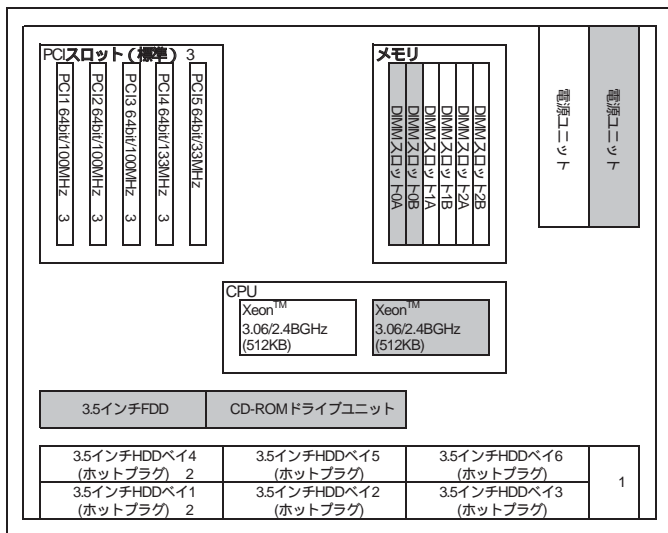 PCIスロット(標準) 3
PCI1 64bit/100MHz 3
PCI2 64bit/100MHz 3
PCI3 64bit/100MHz 3
PCI4 64bit/133MHz 3
PCI5 64bit/33MHz
メモリ
DIMMスロット0A
DIMMスロット0B
DIMMスロット1A
DIMMスロット1B
DIMMスロット2A
DIMMスロット2B
電源ユニット
電源ユニット
CPU
Xeon™
3.06/2.4BGHz
(512KB)
Xeon™
3.06/2.4BGHz
(512KB)
3.5インチFDD
CD-ROMドライブユニット
3.5インチHDDベイ4
(ホットプラグ) 2
3.5インチHDDベイ5
(ホットプラグ)
3.5インチHDDベイ6
(ホットプラグ)
3.5インチHDDベイ1
(ホットプラグ) 2
3.5インチHDDベイ2
(ホットプラグ)
3.5インチHDDベイ3
(ホットプラグ)
1